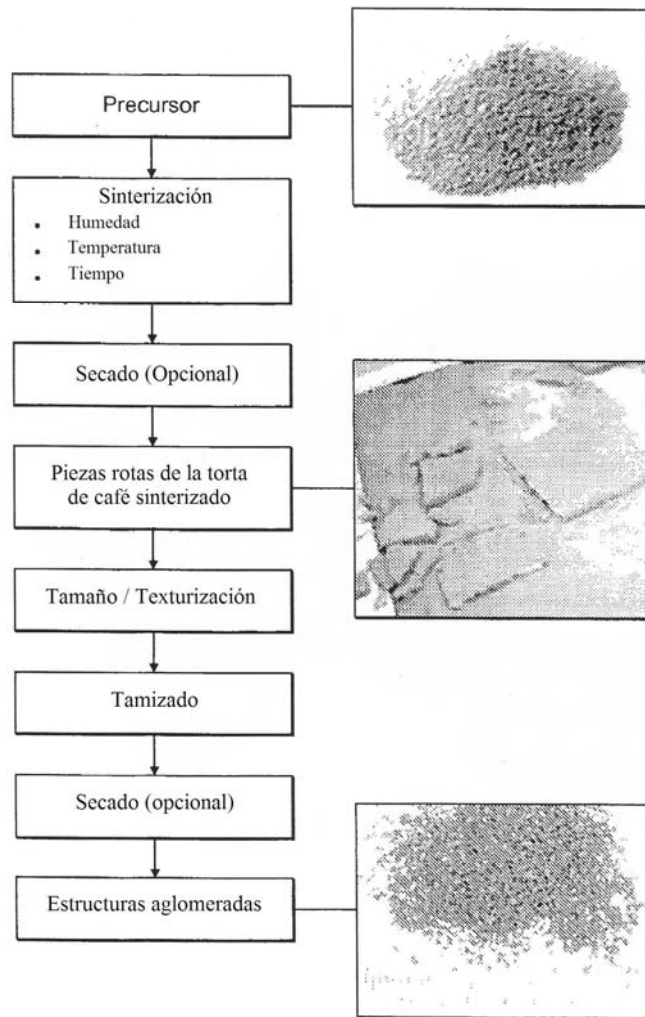 Precursor
Sinterización
• Humedad
• Temperatura
• Tiempo
Secado (Opcional)
Piezas rotas de la torta
de café sinterizado
Tamaño / Texturización
Tamizado
Secado (opcional)
Estructuras aglomeradas